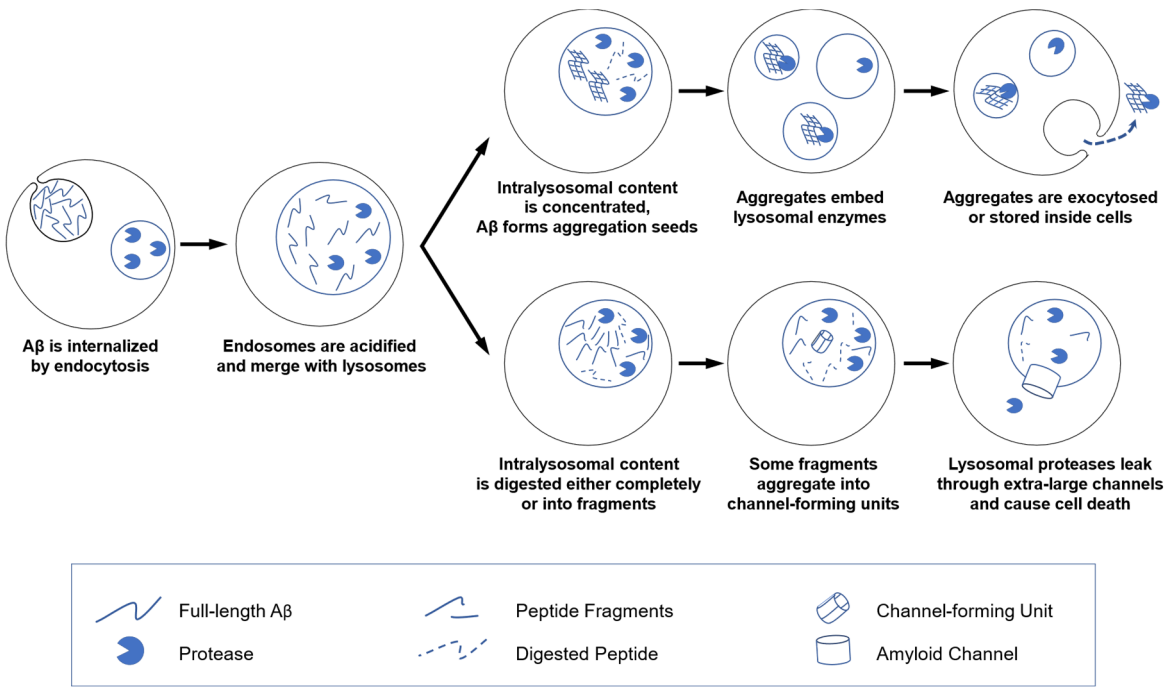 Aβ is internalized
by endocytosis
Endosomes are acidified
and merge with lysosomes
Intralysosomal content
is concentrated,
Aβ forms aggregation seeds
Aggregates embed
lysosomal enzymes
Aggregates are exocytosed
or stored inside cells
Intralysosomal content
is digested either completely
or into fragments
Some fragments
aggregate into
channel-forming units
Lysosomal proteases leak
through extra-large channels
and cause cell death
Full-length Aβ
Peptide Fragments
Channel-forming Unit
Protease
Digested Peptide
Amyloid Channel